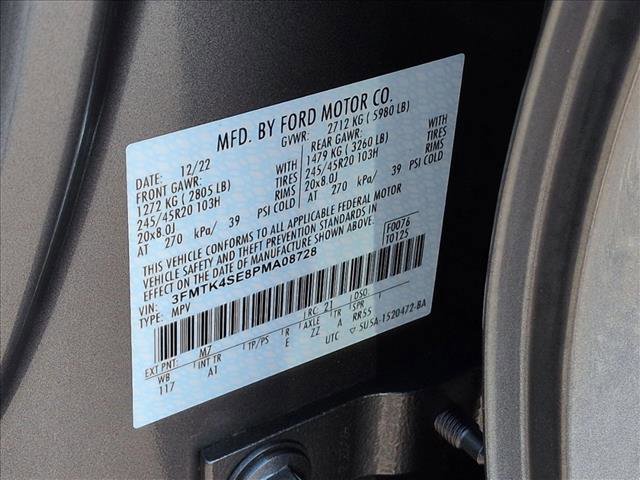 MFD. BY FORD MOTOR CO.
DATE: 12/22 GVWR: 2712 KG ( 5980 LB)
FRONT GAWR: WITH REAR GAWR: WITH
1272 KG ( 2805 LB) TIRES 1479 KG ( 3260 LB) TIRES
245/45R20 103H RIMS 245/45R20 103H RIMS
20x8.0J 20x8.0J
AT 270 kPa/ 39 PSI COLD AT 270 kPa/ 39 PSI COLD
THIS VEHICLE CONFORMS TO ALL APPLICABLE FEDERAL MOTOR
VEHICLE SAFETY AND THEFT PREVENTION STANDARDS IN
EFFECT ON THE DATE OF MANUFACTURE SHOWN ABOVE.
VIN: 3FMTK4SE8PMA08728 F0076
TYPE: MPV T0125
EXT PNT: M7 RC: 21 DSO:
WB INT TR TP/PS R AXLE TR SPR
117 A1 E ZZ A RR55
UTC 5U5A-1520472-BA